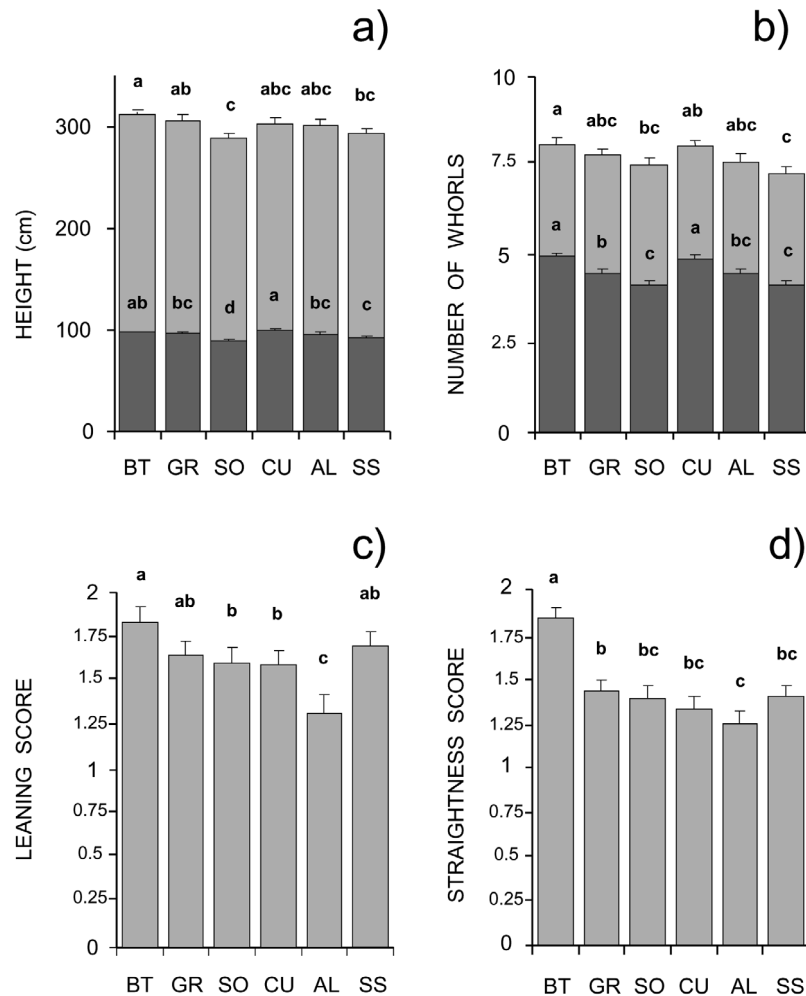 a)
HEIGHT (cm)
300
200
100
0
a ab c abc abc bc
ab bc d a bc c
BT GR SO CU AL SS
b)
NUMBER OF WHORLS
10
7.5
5
2.5
0
a abc bc ab abc c
a b c a bc c
BT GR SO CU AL SS
c)
LEANING SCORE
2
1.75
1.5
1.25
1
0.75
0.5
0.25
0
a ab b b c ab
BT GR SO CU AL SS
d)
STRAIGHTNESS SCORE
2
1.75
1.5
1.25
1
0.75
0.5
0.25
0
a b bc bc c bc
BT GR SO CU AL SS